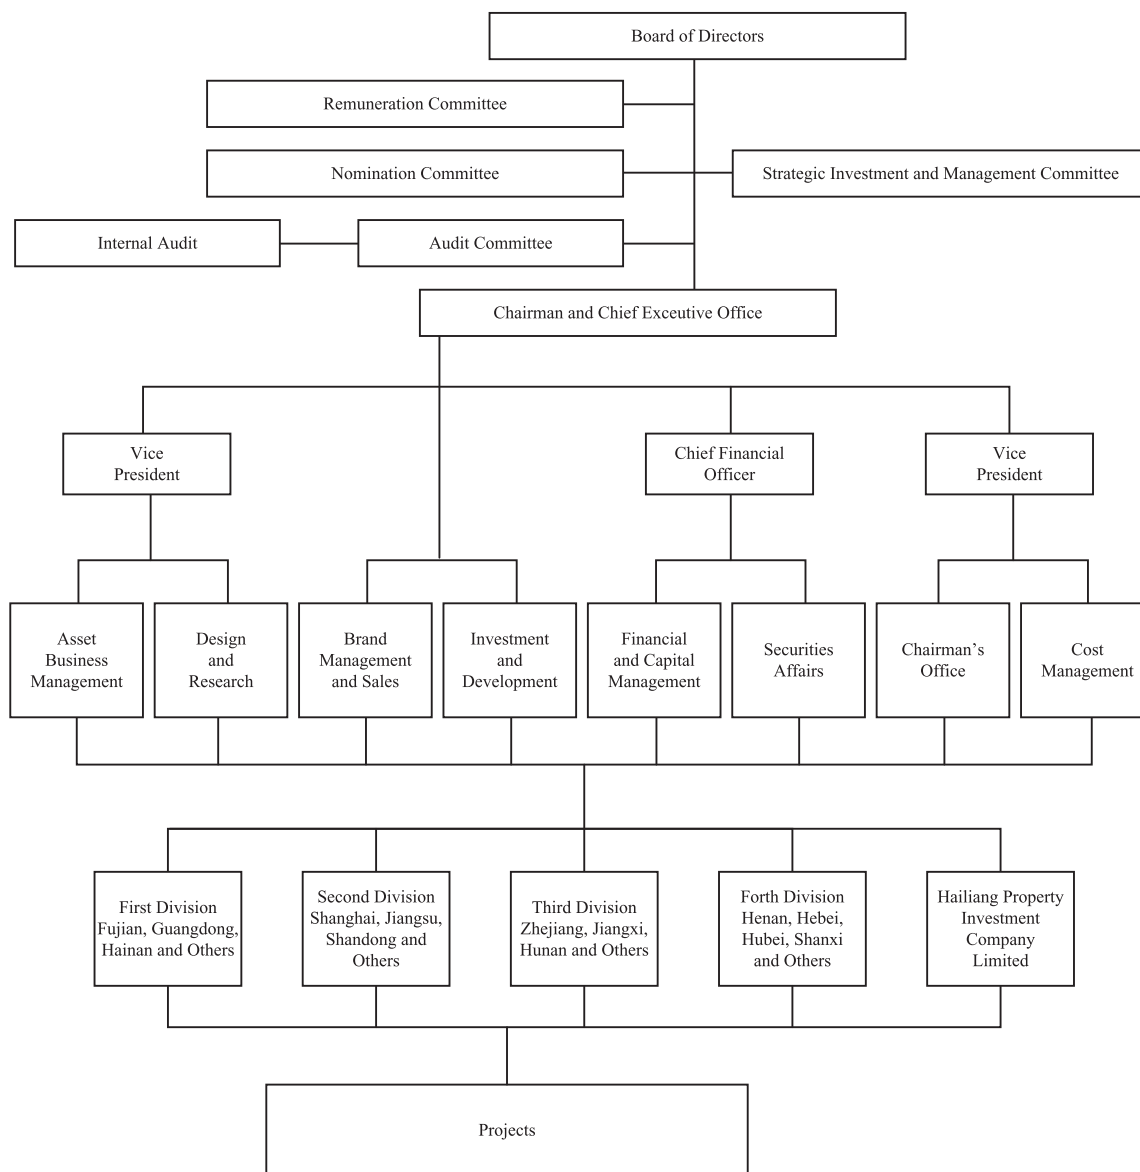 Board of Directors
Remuneration Committee
Nomination Committee
Strategic Investment and Management Committee
Internal Audit
Audit Committee
Chairman and Chief Exceutive Office
Vice
President
Chief Financial
Officer
Vice
President
Asset
Business
Management
Design
and
Research
Brand
Management
and Sales
Investment
and
Development
Financial
and Capital
Management
Securities
Affairs
Chairman’s
Office
Cost
Management
First Division
Fujian, Guangdong,
Hainan and Others
Second Division
Shanghai, Jiangsu,
Shandong and
Others
Third Division
Zhejiang, Jiangxi,
Hunan and Others
Forth Division
Henan, Hebei,
Hubei, Shanxi
and Others
Hailiang Property
Investment
Company
Limited
Projects